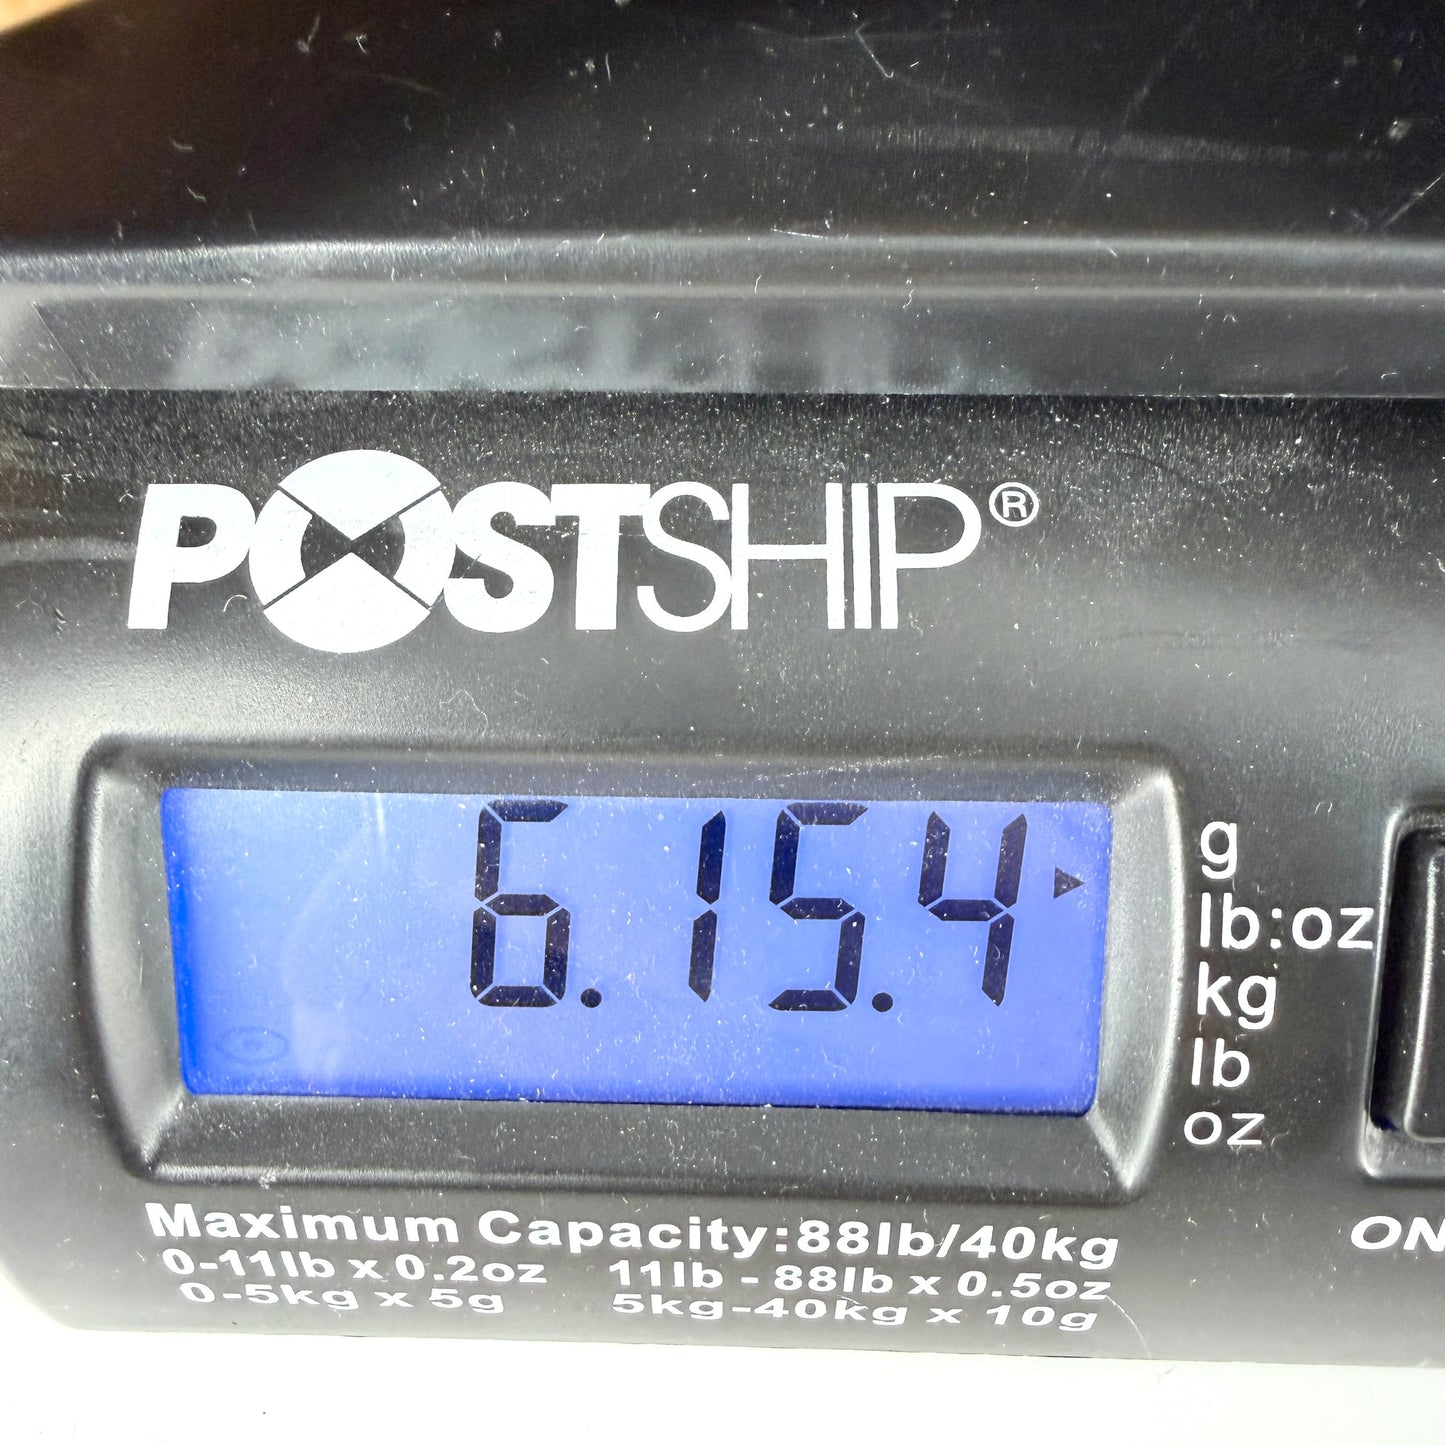 POSTSHIP®
6.15.4
g
lb:oz
kg
lb
oz
Maximum Capacity:88lb/40kg
0-11lb x 0.2oz 11lb - 88lb x 0.5oz
0-5kg x 5g 5kg-40kg x 10g
ON